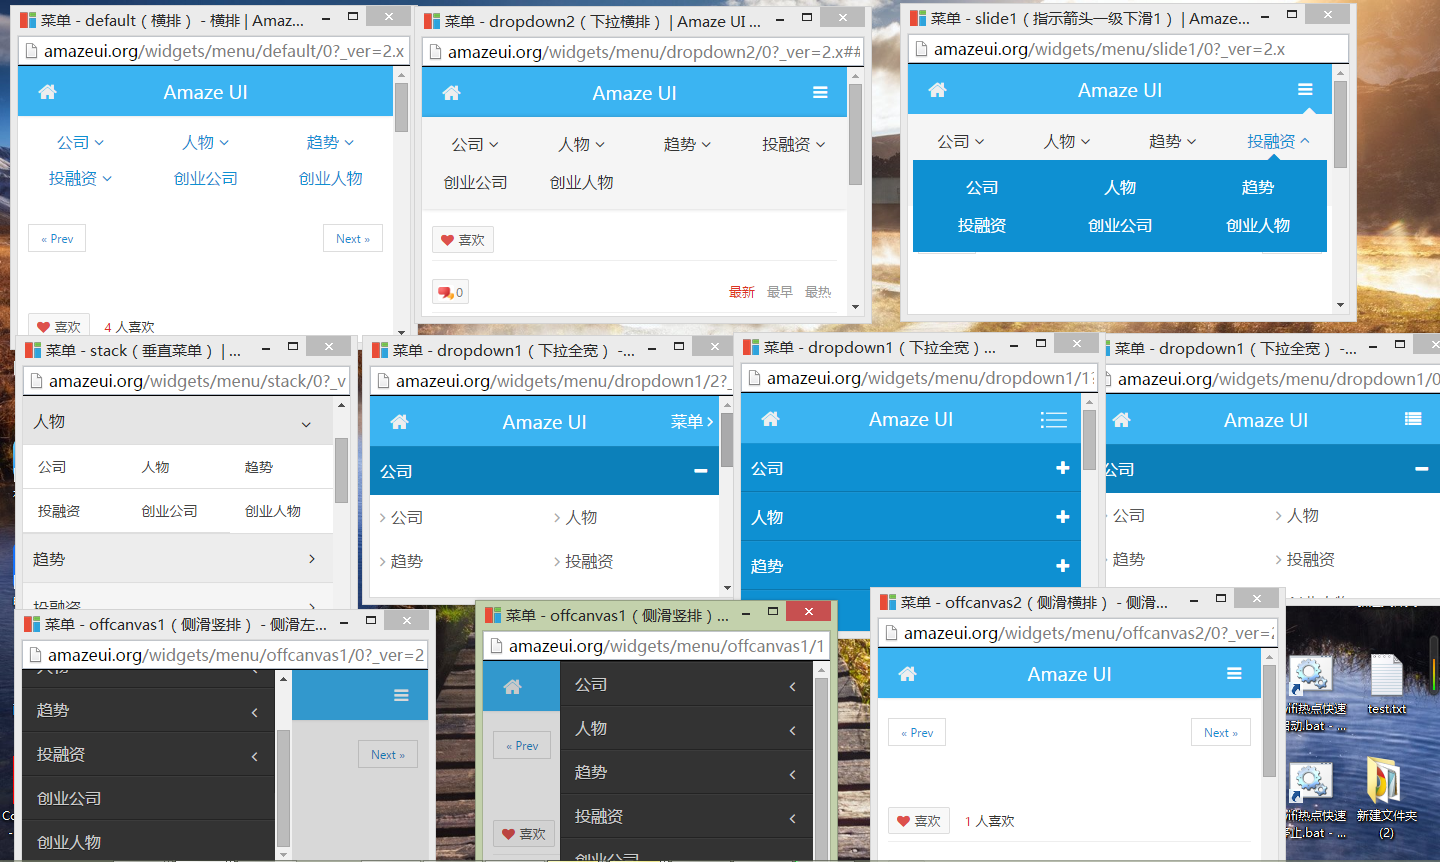 菜单 - default（横排） - 横排 | Amaz...
amazeui.org/widgets/menu/default/0?_ver=2.x
Amaze UI
公司 人物 趋势
投融资 创业公司 创业人物
« Prev Next »
喜欢 4 人喜欢
菜单 - dropdown2（下拉横排） | Amaze UI ...
amazeui.org/widgets/menu/dropdown2/0?_ver=2.x##
Amaze UI
公司 人物 趋势 投融资
创业公司 创业人物
喜欢
0 最新 最早 最热
菜单 - slide1（指示箭头一级下滑1） | Amaze...
amazeui.org/widgets/menu/slide1/0?_ver=2.x
Amaze UI
公司 人物 趋势 投融资
公司 人物 趋势
投融资 创业公司 创业人物
菜单 - stack（垂直菜单） | ...
amazeui.org/widgets/menu/stack/0?_v
人物
公司 人物 趋势
投融资 创业公司 创业人物
趋势
投融资
菜单 - dropdown1（下拉全宽） -...
amazeui.org/widgets/menu/dropdown1/2?_
Amaze UI 菜单
公司
公司 人物
趋势 投融资
菜单 - dropdown1（下拉全宽）...
amazeui.org/widgets/menu/dropdown1/1?
Amaze UI
公司
人物
趋势
菜单 - dropdown1（下拉全宽） -...
amazeui.org/widgets/menu/dropdown1/0
Amaze UI
公司
公司 人物
趋势 投融资
菜单 - offcanvas1（侧滑竖排） - 侧滑左...
amazeui.org/widgets/menu/offcanvas1/0?_ver=2
人物
趋势
投融资
创业公司
创业人物
Next »
菜单 - offcanvas1（侧滑竖排）...
amazeui.org/widgets/menu/offcanvas1/1
« Prev
喜欢
公司
人物
趋势
投融资
创业公司
菜单 - offcanvas2（侧滑横排） - 侧滑...
amazeui.org/widgets/menu/offcanvas2/0?_ver=2
Amaze UI
« Prev Next »
喜欢 1 人喜欢
ifi热点快速
动.bat - ...
test.txt
ifi热点快速
止.bat - ...
新建文件夹
(2)